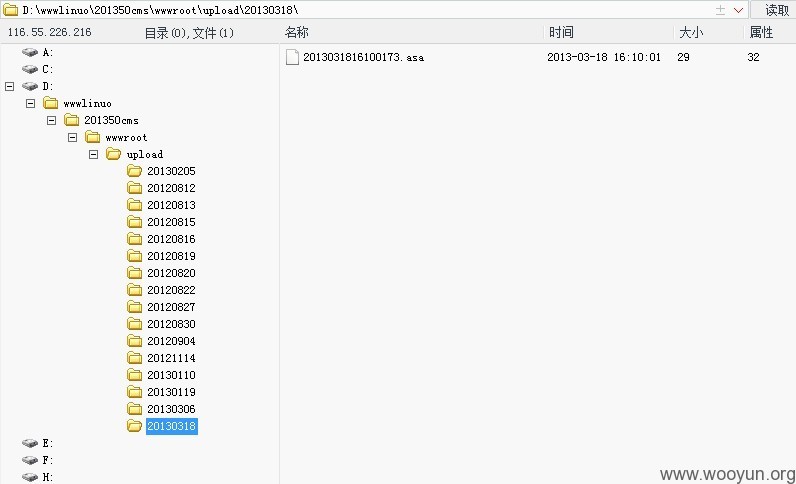 D:\wwwlinuo\201350cms\wwwroot\upload\20130318\ 读取
116.55.226.216 目录(0),文件(1) 名称 时间 大小 属性
A: 2013031816100173.asa 2013-03-18 16:10:01 29 32
C:
D:
wwwlinuo
201350cms
wwwroot
upload
20130205
20120812
20120813
20120815
20120816
20120819
20120820
20120822
20120827
20120830
20120904
20121114
20130110
20130119
20130306
20130318
E:
F:
H:
www.wooyun.org